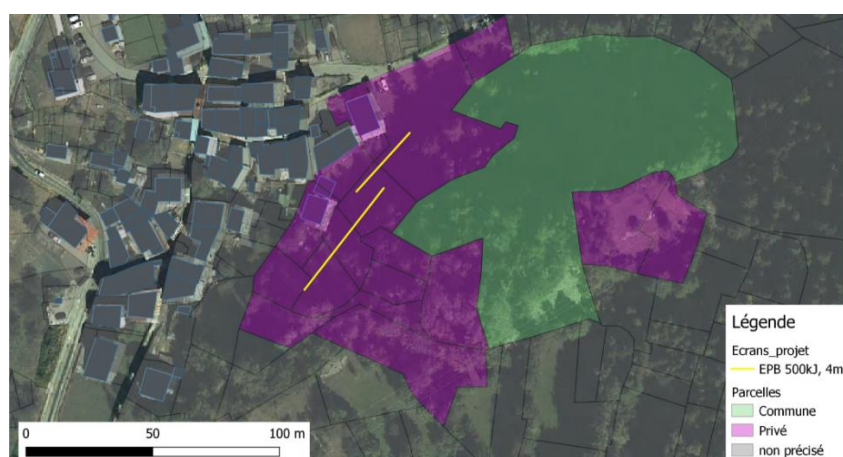 Légende
Ecrans_projet
EPB 500kJ, 4m
Parcelles
Commune
Privé
non précisé
0 50 100 m